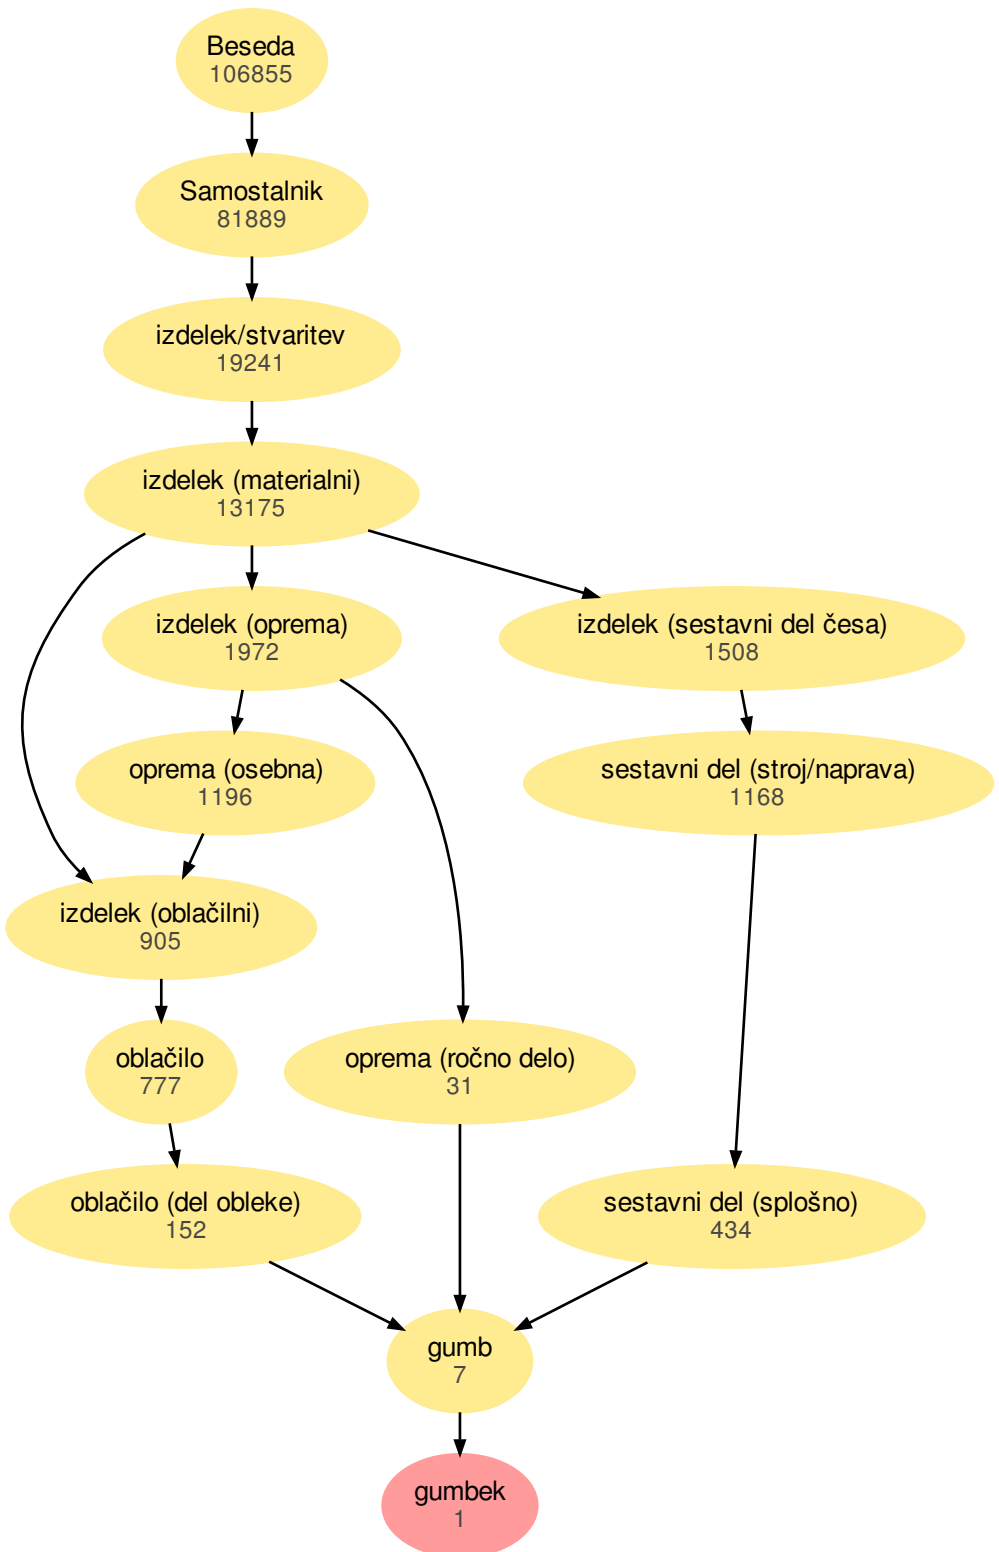 Beseda
106855
Samostalnik
81889
izdelek/stvaritev
19241
izdelek (materialni)
13175
izdelek (oprema)
1972
izdelek (sestavni del česa)
1508
oprema (osebna)
1196
sestavni del (stroj/naprava)
1168
izdelek (oblačilni)
905
oblačilo
777
oprema (ročno delo)
31
oblačilo (del obleke)
152
sestavni del (splošno)
434
gumb
7
gumbek
1